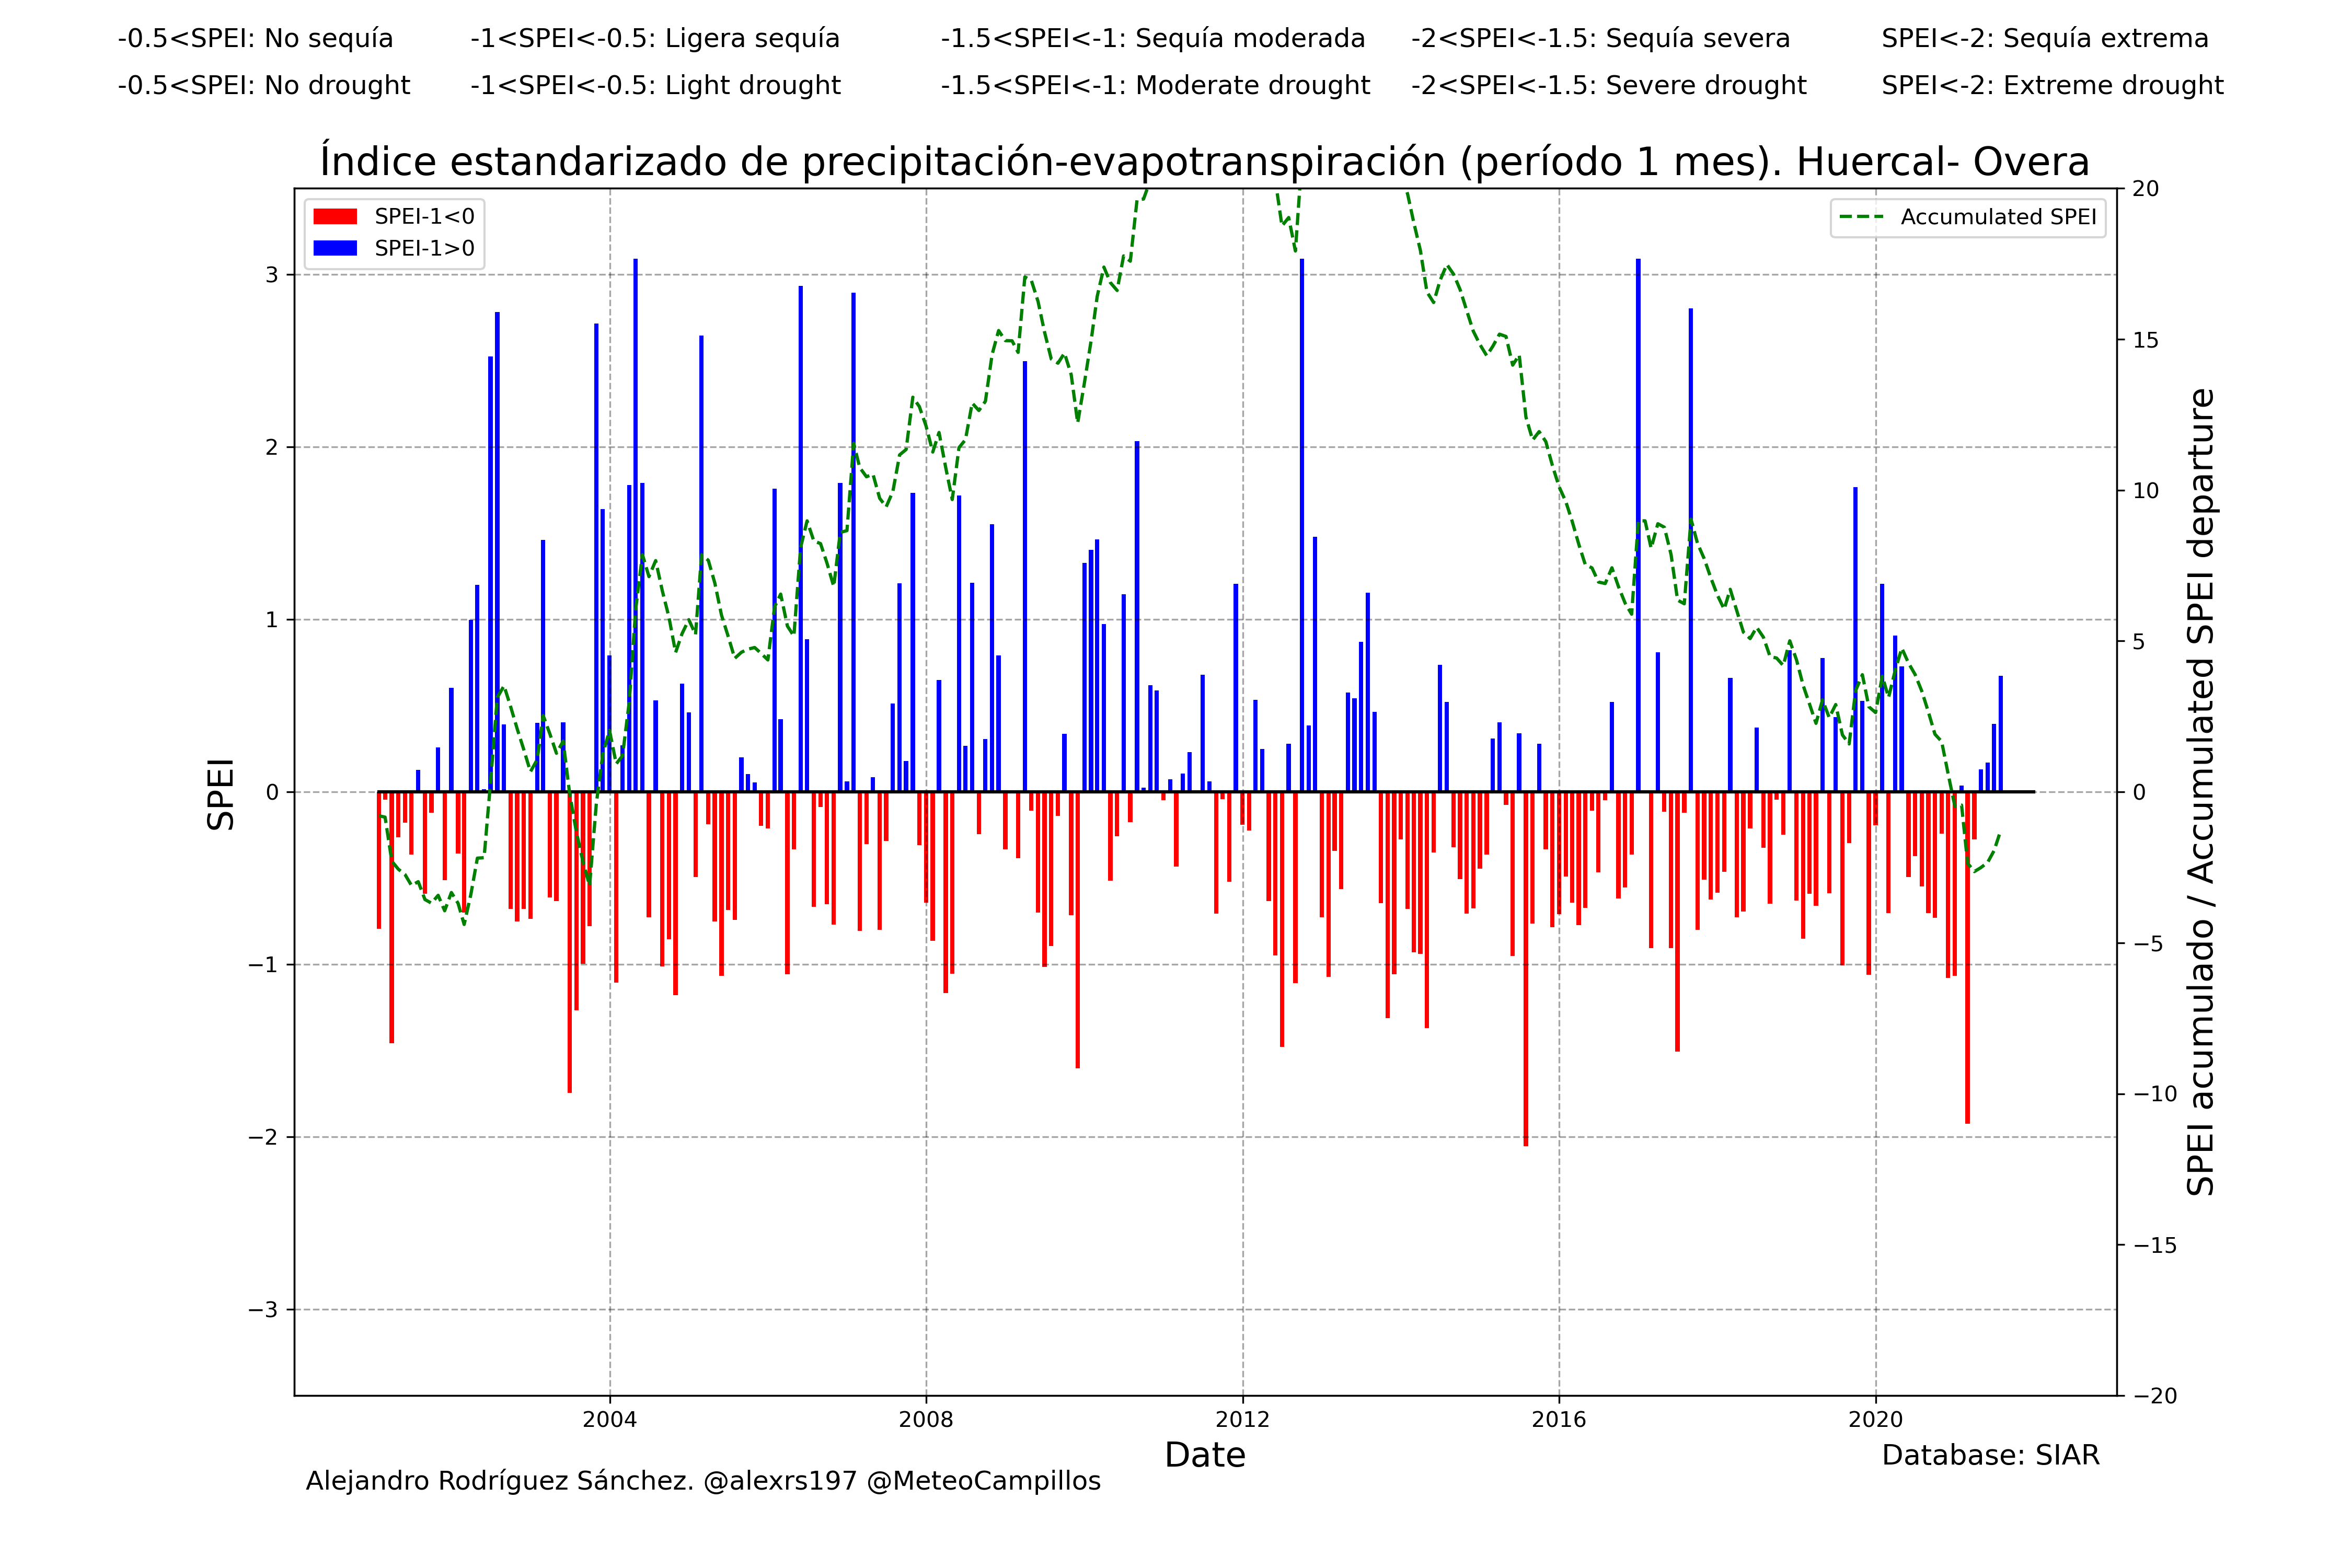 -0.5<SPEI: No sequía -1<SPEI<-0.5: Ligera sequía -1.5<SPEI<-1: Sequía moderada -2<SPEI<-1.5: Sequía severa SPEI<-2: Sequía extrema
-0.5<SPEI: No drought -1<SPEI<-0.5: Light drought -1.5<SPEI<-1: Moderate drought -2<SPEI<-1.5: Severe drought SPEI<-2: Extreme drought
Índice estandarizado de precipitación-evapotranspiración (período 1 mes). Huercal- Overa
SPEI-1<0
SPEI-1>0
Accumulated SPEI
SPEI
3
2
1
0
−1
−2
−3
20
15
10
5
0
−5
−10
−15
−20
SPEI acumulado / Accumulated SPEI departure
2004 2008 2012 2016 2020
Date
Database: SIAR
Alejandro Rodríguez Sánchez. @alexrs197 @MeteoCampillos